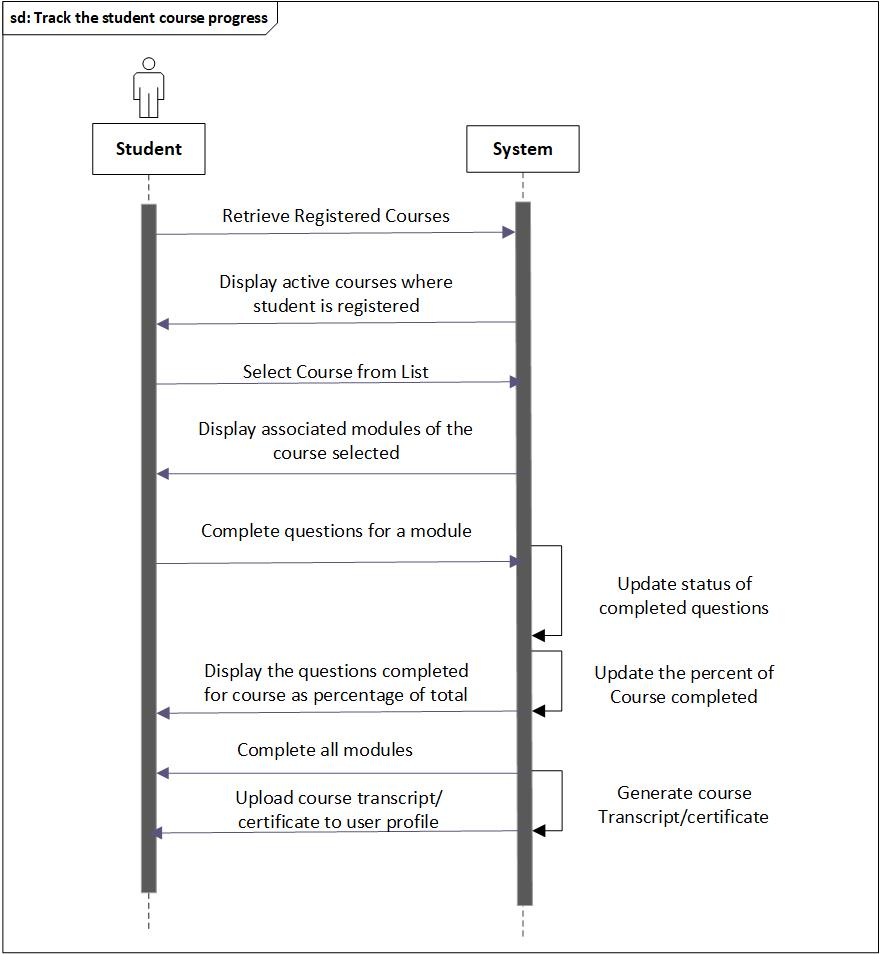 sd: Track the student course progress
Student
System
Retrieve Registered Courses
Display active courses where
student is registered
Select Course from List
Display associated modules of the
course selected
Complete questions for a module
Update status of
completed questions
Display the questions completed
for course as percentage of total
Update the percent of
Course completed
Complete all modules
Upload course transcript/
certificate to user profile
Generate course
Transcript/certificate